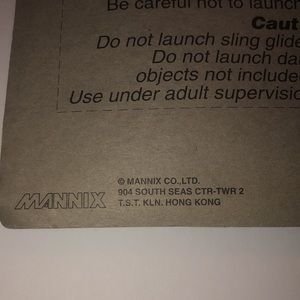 Be careful not to launch
Caut
Do not launch sling glide
Do not launch da
objects not include
Use under adult supervisio
© MANNIX CO.,LTD.
904 SOUTH SEAS CTR-TWR 2
MANNIX
T.S.T. KLN. HONG KONG